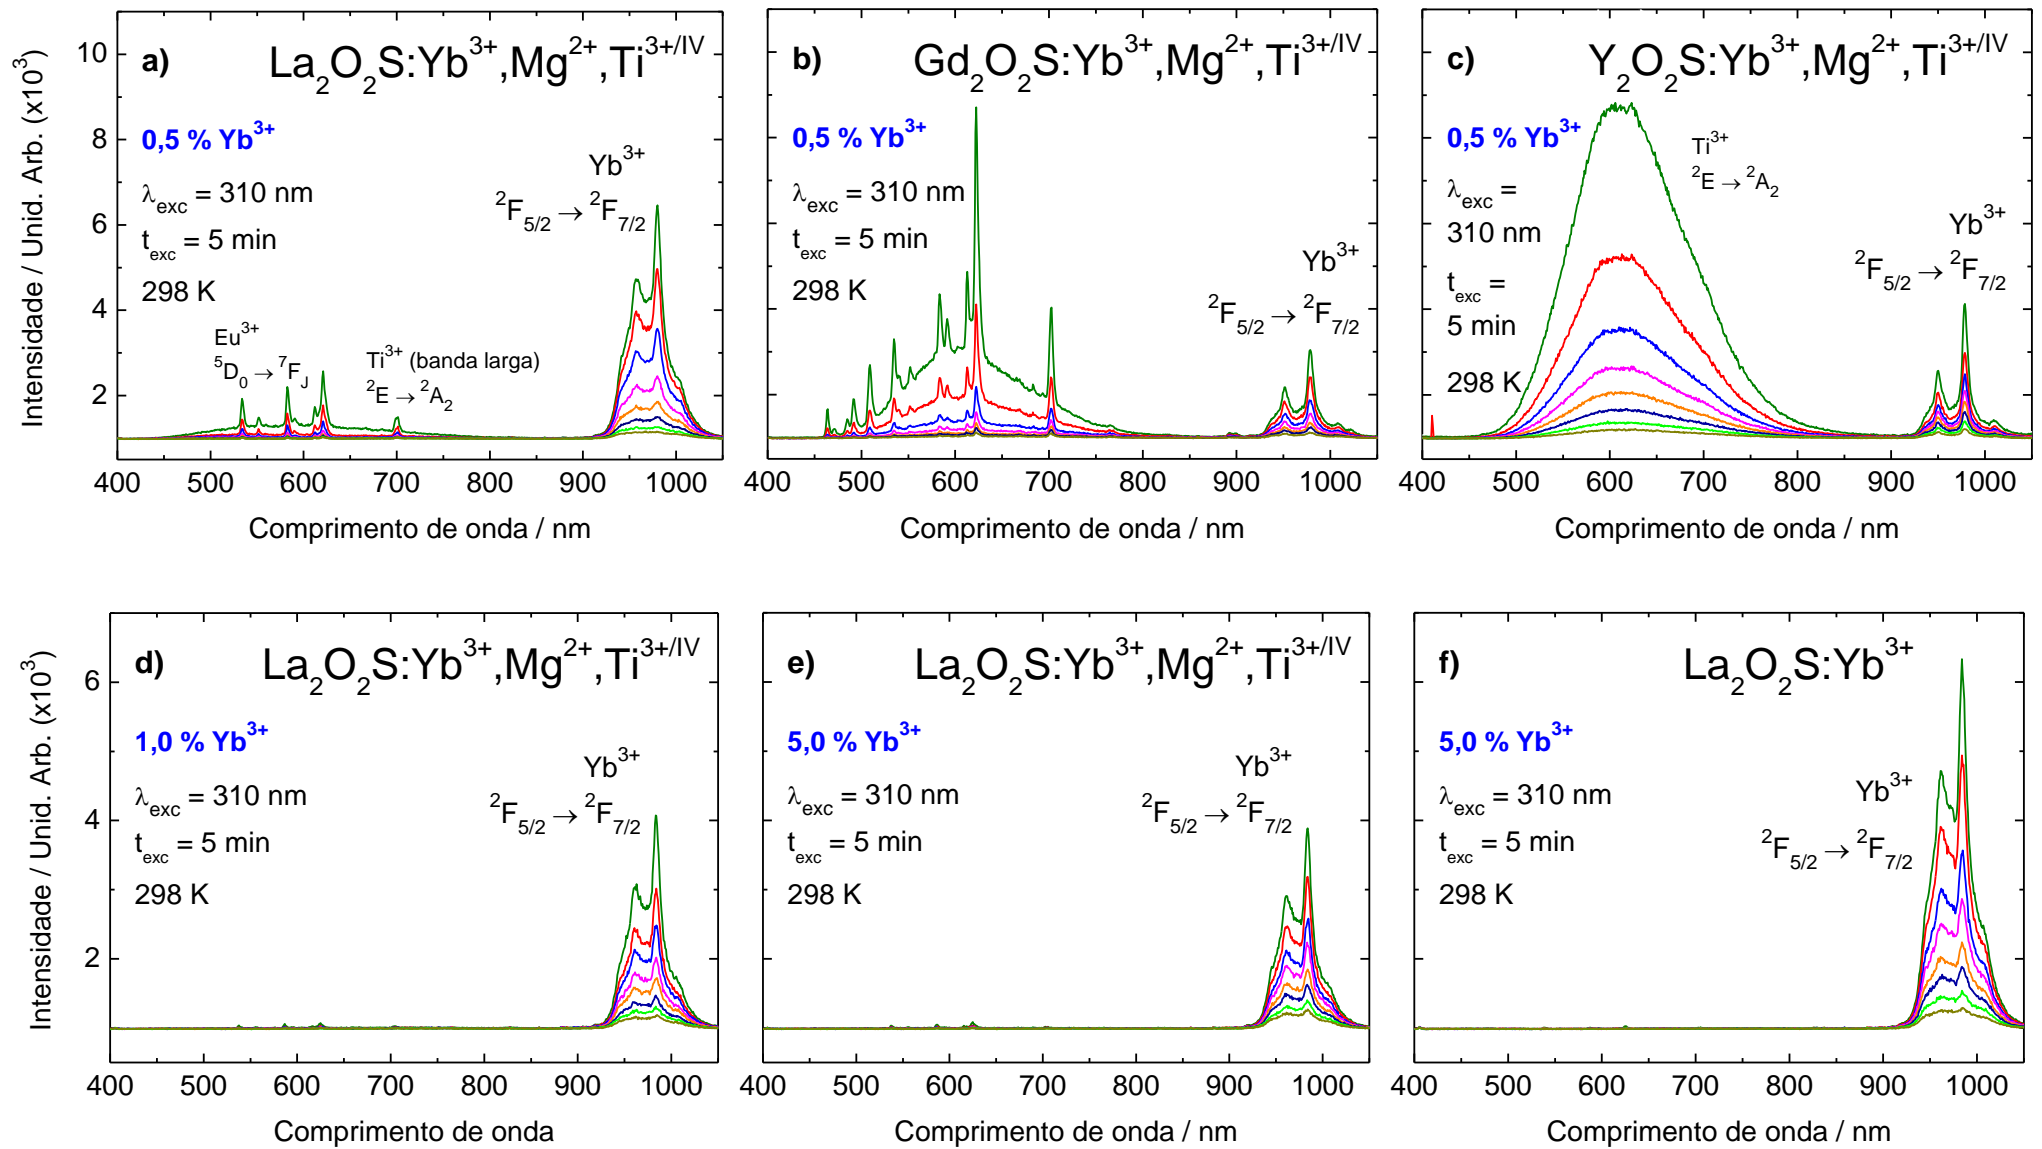 Intensidade / Unid. Arb. (x10³)
10
8
6
4
2
a)
La₂O₂S:Yb³⁺,Mg²⁺,Ti³⁺/ᴵⱽ
0,5 % Yb³⁺
λexc = 310 nm
texc = 5 min
298 K
Yb³⁺
²F5/2 → ²F7/2
Eu³⁺
⁵D₀ → ⁷FJ
Ti³⁺ (banda larga)
²E → ²A₂
400 500 600 700 800 900 1000
Comprimento de onda / nm
b)
Gd₂O₂S:Yb³⁺,Mg²⁺,Ti³⁺/ᴵⱽ
0,5 % Yb³⁺
λexc = 310 nm
texc = 5 min
298 K
Yb³⁺
²F5/2 → ²F7/2
400 500 600 700 800 900 1000
Comprimento de onda / nm
c)
Y₂O₂S:Yb³⁺,Mg²⁺,Ti³⁺/ᴵⱽ
0,5 % Yb³⁺
λexc =
310 nm
texc =
5 min
298 K
Ti³⁺
²E → ²A₂
Yb³⁺
²F5/2 → ²F7/2
400 500 600 700 800 900 1000
Comprimento de onda / nm
Intensidade / Unid. Arb. (x10³)
6
4
2
d)
La₂O₂S:Yb³⁺,Mg²⁺,Ti³⁺/ᴵⱽ
1,0 % Yb³⁺
λexc = 310 nm
texc = 5 min
298 K
Yb³⁺
²F5/2 → ²F7/2
400 500 600 700 800 900 1000
Comprimento de onda
e)
La₂O₂S:Yb³⁺,Mg²⁺,Ti³⁺/ᴵⱽ
5,0 % Yb³⁺
λexc = 310 nm
texc = 5 min
298 K
Yb³⁺
²F5/2 → ²F7/2
400 500 600 700 800 900 1000
Comprimento de onda / nm
f)
La₂O₂S:Yb³⁺
5,0 % Yb³⁺
λexc = 310 nm
texc = 5 min
298 K
Yb³⁺
²F5/2 → ²F7/2
400 500 600 700 800 900 1000
Comprimento de onda / nm